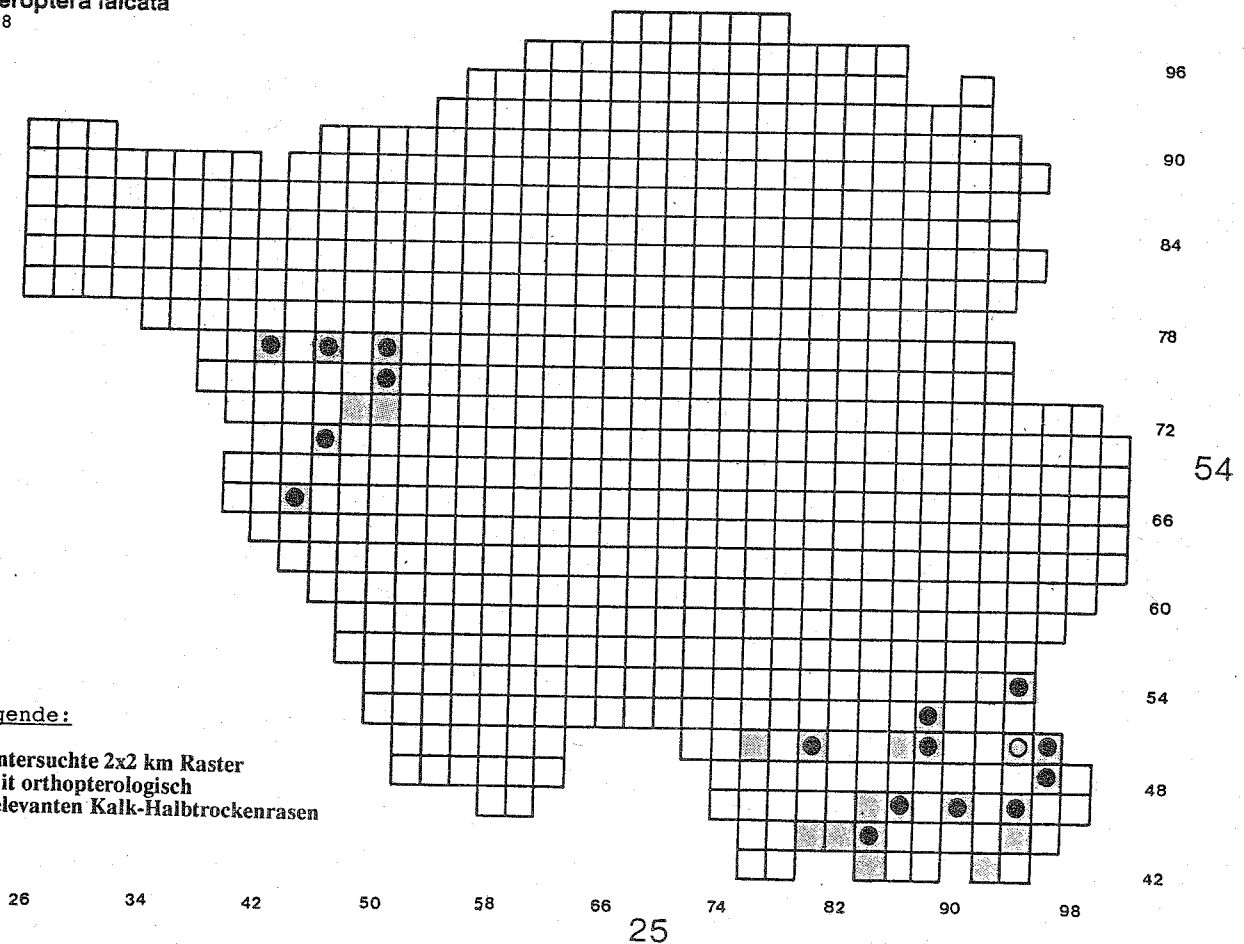 eroptera falcata
8
96
90
84
78
72
54
66
60
54
48
42
gende:
ntersuchte 2x2 km Raster
it orthopterologisch
elevanten Kalk-Halbtrockenrasen
26 34 42 50 58 66 74 82 90 98
25